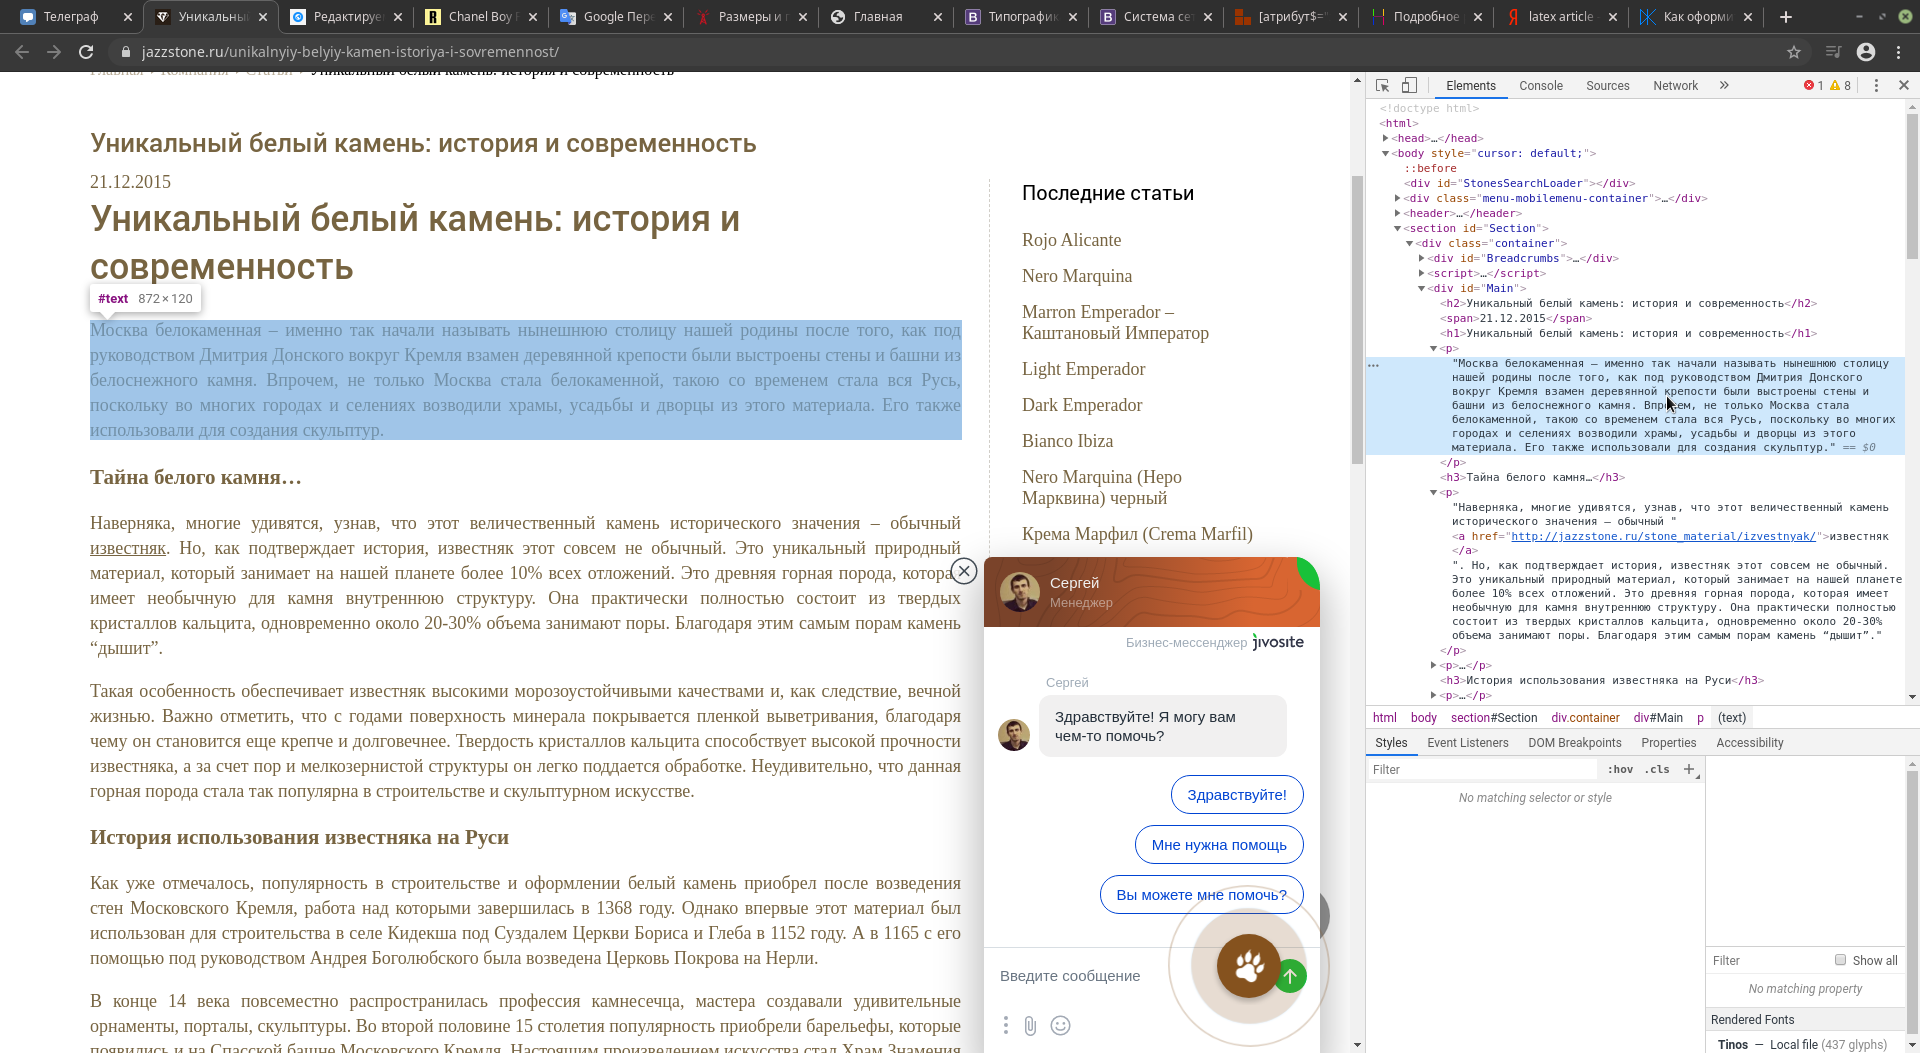 Телеграф
Уникальны
Редактируе
Chanel Boy F
Google Пер
Размеры и
Главная
Типографик
Система се
[атрибут$="
Подробное
latex article
Как оформи
jazzstone.ru/unikalnyiy-belyiy-kamen-istoriya-i-sovremennost/
Уникальный белый камень: история и современность
21.12.2015
Уникальный белый камень: история и
современность
#text 872 × 120
Москва белокаменная – именно так начали называть нынешнюю столицу нашей родины после того, как под
руководством Дмитрия Донского вокруг Кремля взамен деревянной крепости были выстроены стены и башни из
белоснежного камня. Впрочем, не только Москва стала белокаменной, такою со временем стала вся Русь,
поскольку во многих городах и селениях возводили храмы, усадьбы и дворцы из этого материала. Его также
использовали для создания скульптур.
Тайна белого камня…
Наверняка, многие удивятся, узнав, что этот величественный камень исторического значения – обычный
известняк. Но, как подтверждает история, известняк этот совсем не обычный. Это уникальный природный
материал, который занимает на нашей планете более 10% всех отложений. Это древняя горная порода, котора
имеет необычную для камня внутреннюю структуру. Она практически полностью состоит из твердых
кристаллов кальцита, одновременно около 20-30% объема занимают поры. Благодаря этим самым порам камень
“дышит”.
Такая особенность обеспечивает известняк высокими морозоустойчивыми качествами и, как следствие, вечной
жизнью. Важно отметить, что с годами поверхность минерала покрывается пленкой выветривания, благодаря
чему он становится еще крепче и долговечнее. Твердость кристаллов кальцита способствует высокой прочности
известняка, а за счет пор и мелкозернистой структуры он легко поддается обработке. Неудивительно, что данная
горная порода стала так популярна в строительстве и скульптурном искусстве.
История использования известняка на Руси
Как уже отмечалось, популярность в строительстве и оформлении белый камень приобрел после возведения
стен Московского Кремля, работа над которыми завершилась в 1368 году. Однако впервые этот материал был
использован для строительства в селе Кидекша под Суздалем Церкви Бориса и Глеба в 1152 году. А в 1165 с его
помощью под руководством Андрея Боголюбского была возведена Церковь Покрова на Нерли.
В конце 14 века повсеместно распространилась профессия камнесечца, мастера создавали удивительные
орнаменты, порталы, скульптуры. Во второй половине 15 столетия популярность приобрели барельефы, которые
появились и на Спасской башне Московского Кремля. Настоящим произведением искусства стал Храм Знамения
Последние статьи
Rojo Alicante
Nero Marquina
Marron Emperador –
Каштановый Император
Light Emperador
Dark Emperador
Bianco Ibiza
Nero Marquina (Неро
Марквина) черный
Крема Марфил (Crema Marfil)
Сергей
Менеджер
Бизнес-мессенджер jivosite
Сергей
Здравствуйте! Я могу вам
чем-то помочь?
Здравствуйте!
Мне нужна помощь
Вы можете мне помочь?
Введите сообщение
Elements Console Sources Network » 1 8
<!doctype html>
<html>
<head>…</head>
<body style="cursor: default;">
::before
<div id="StonesSearchLoader"></div>
<div class="menu-mobilemenu-container">…</div>
<header>…</header>
<section id="Section">
<div class="container">
<div id="Breadcrumbs">…</div>
<script>…</script>
<div id="Main">
<h2>Уникальный белый камень: история и современность</h2>
<span>21.12.2015</span>
<h1>Уникальный белый камень: история и современность</h1>
<p>
"Москва белокаменная – именно так начали называть нынешнюю столицу
нашей родины после того, как под руководством Дмитрия Донского
вокруг Кремля взамен деревянной крепости были выстроены стены и
башни из белоснежного камня. Впрочем, не только Москва стала
белокаменной, такою со временем стала вся Русь, поскольку во многих
городах и селениях возводили храмы, усадьбы и дворцы из этого
материала. Его также использовали для создания скульптур." == $0
</p>
<h3>Тайна белого камня…</h3>
<p>
"Наверняка, многие удивятся, узнав, что этот величественный камень
исторического значения – обычный "
<a href="http://jazzstone.ru/stone_material/izvestnyak/">известняк
</a>
". Но, как подтверждает история, известняк этот совсем не обычный.
Это уникальный природный материал, который занимает на нашей планете
более 10% всех отложений. Это древняя горная порода, которая имеет
необычную для камня внутреннюю структуру. Она практически полностью
состоит из твердых кристаллов кальцита, одновременно около 20-30%
объема занимают поры. Благодаря этим самым порам камень “дышит”."
</p>
<p>…</p>
<h3>История использования известняка на Руси</h3>
<p>…</p>
html body section#Section div.container div#Main p (text)
Styles Event Listeners DOM Breakpoints Properties Accessibility
Filter :hov .cls +
No matching selector or style
Filter Show all
No matching property
Rendered Fonts
Tinos — Local file (437 glyphs)